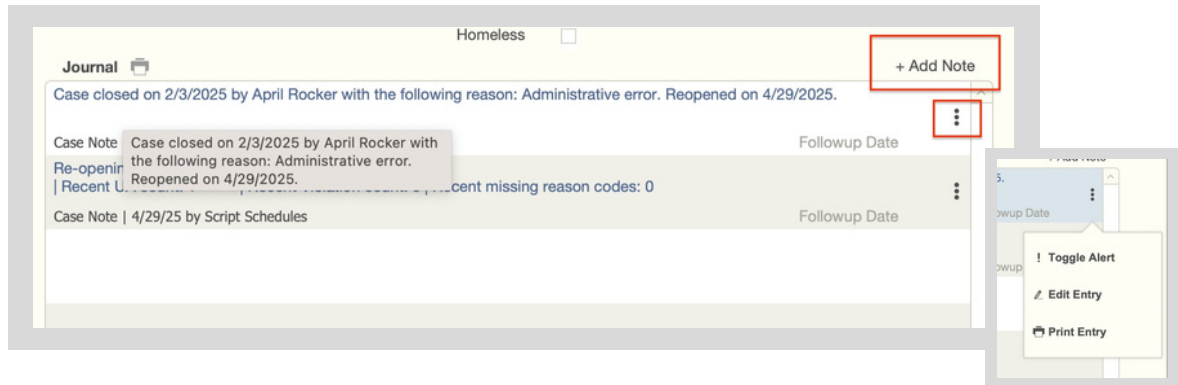 Homeless
Journal
+ Add Note
Case closed on 2/3/2025 by April Rocker with the following reason: Administrative error. Reopened on 4/29/2025.
Case Note
Followup Date
Case closed on 2/3/2025 by April Rocker with
the following reason: Administrative error.
Reopened on 4/29/2025.
Re-openin
| Recent U
missing reason codes: 0
Case Note | 4/29/25 by Script Schedules
Followup Date
5.
owup Date
owup
! Toggle Alert
Edit Entry
Print Entry